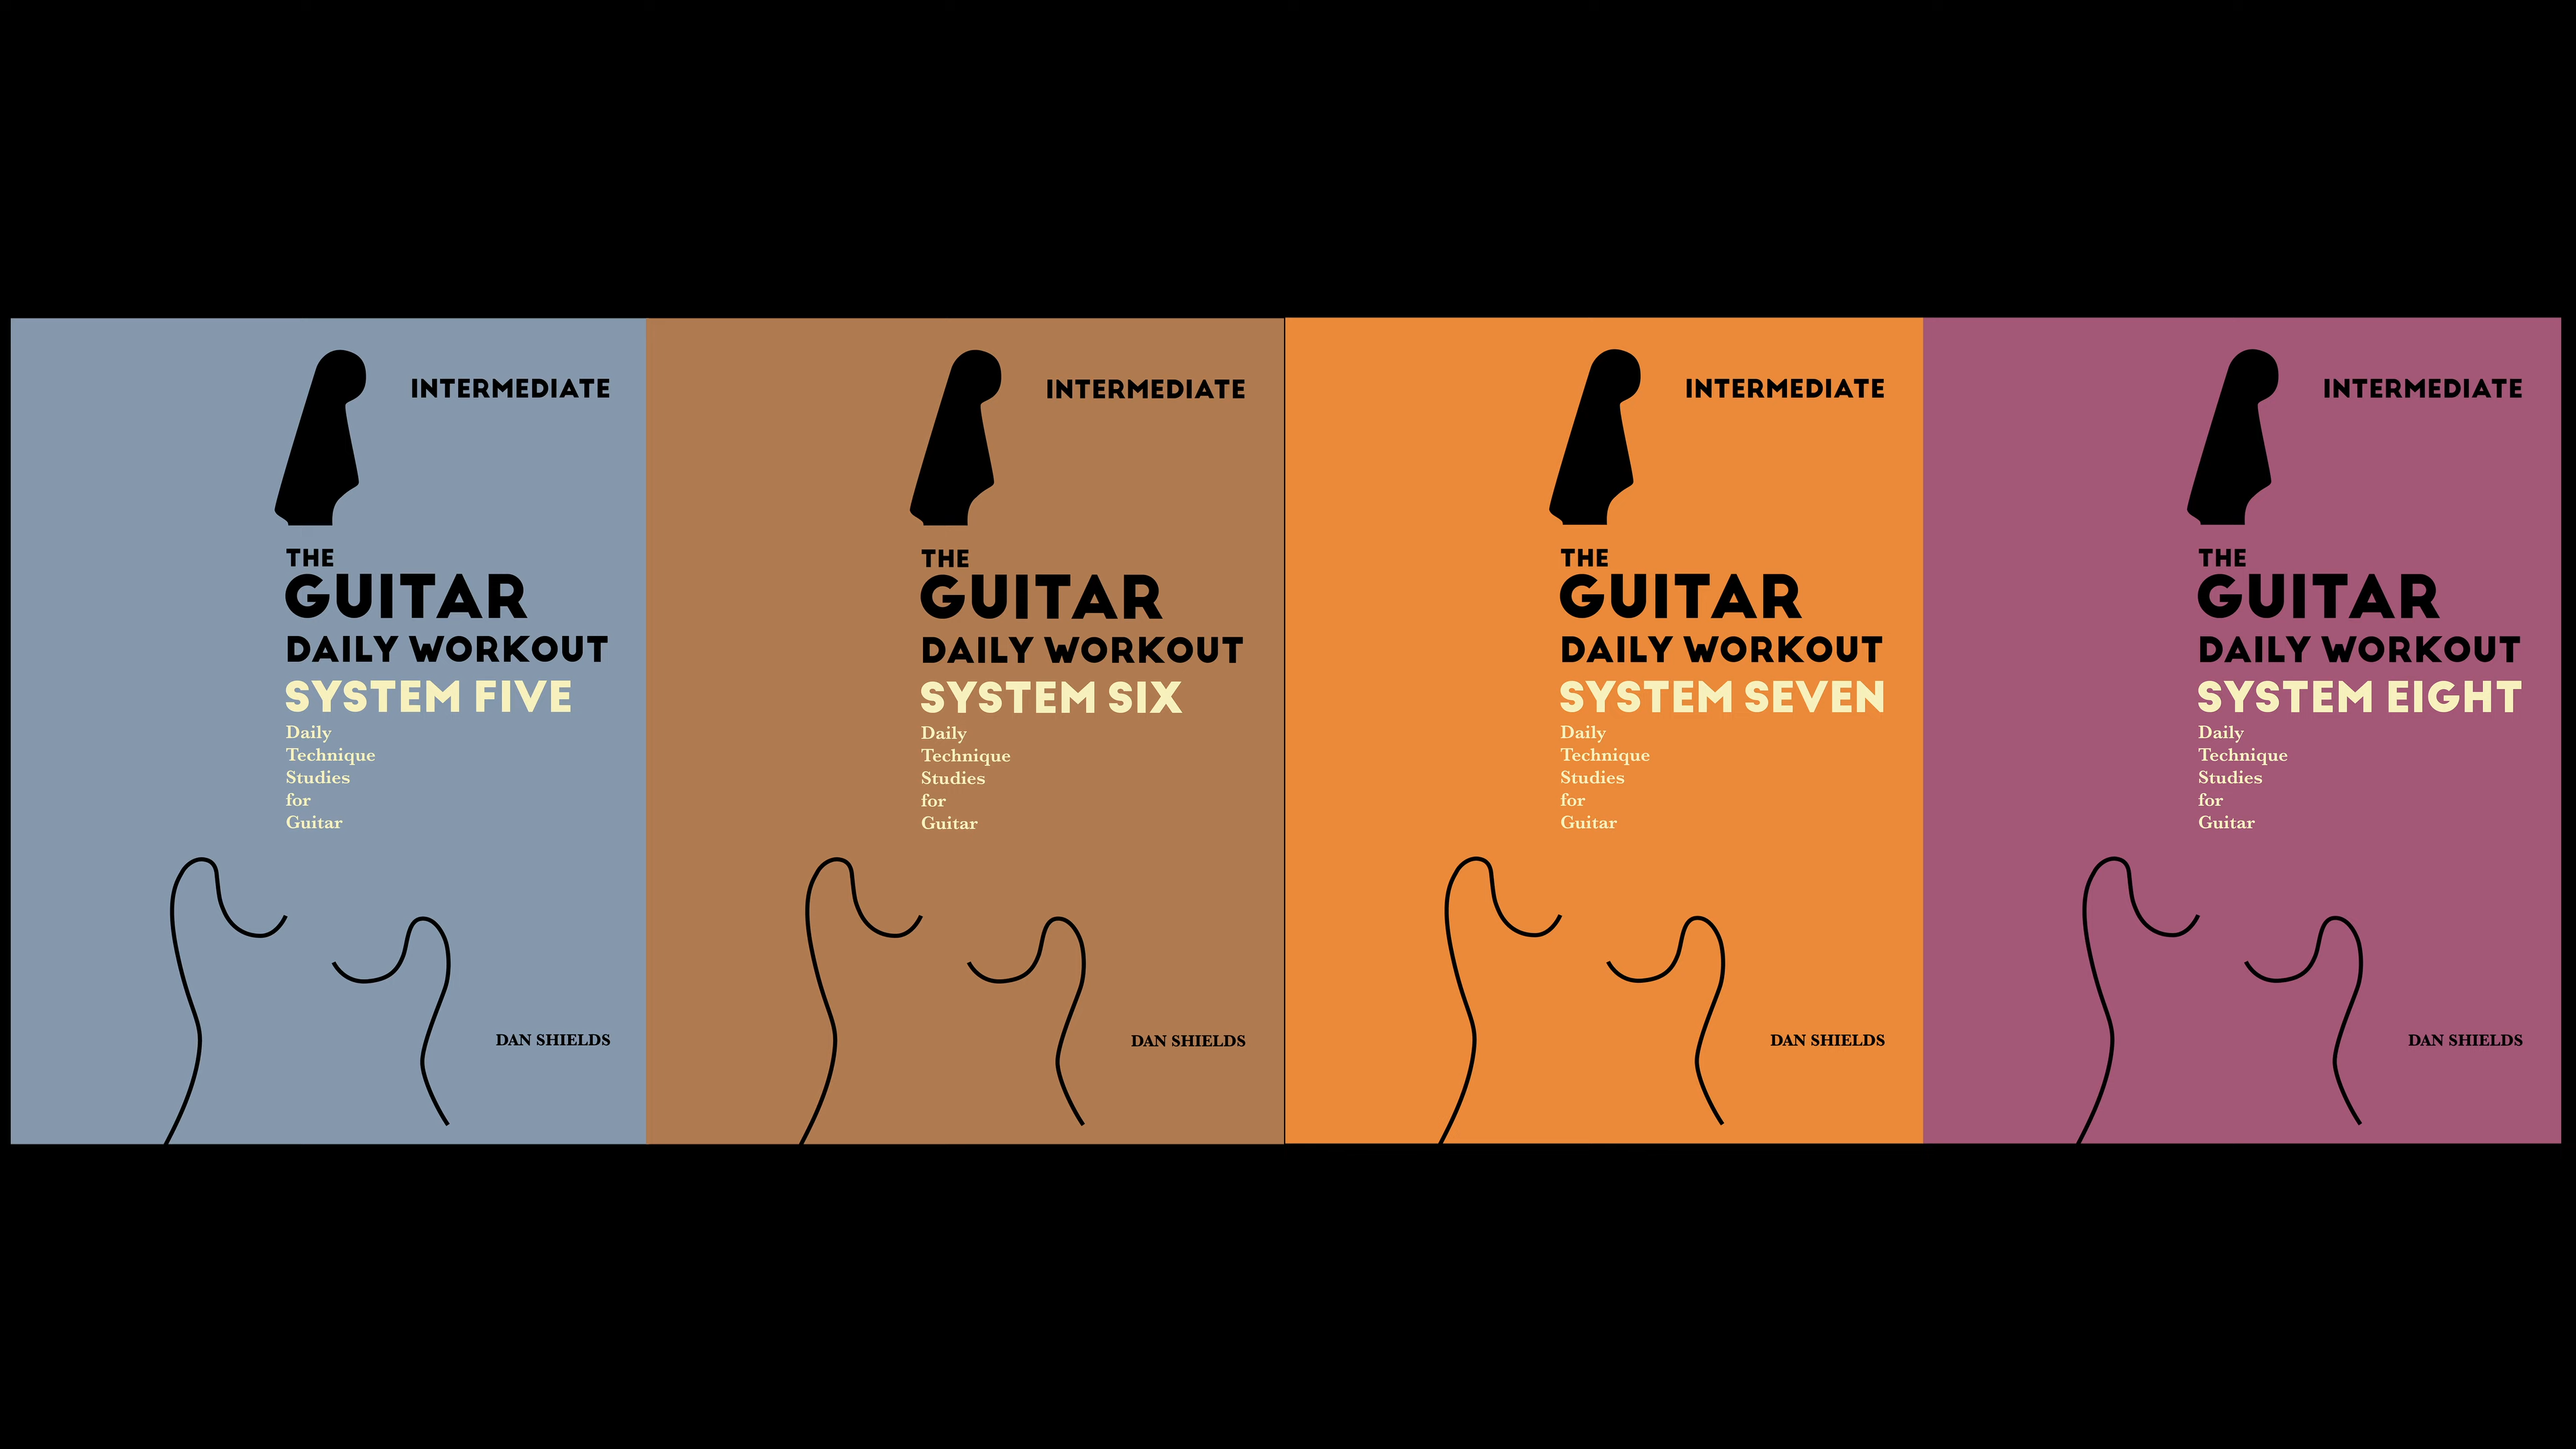 INTERMEDIATE
THE
GUITAR
DAILY WORKOUT
SYSTEM FIVE
Daily
Technique
Studies
for
Guitar
DAN SHIELDS
INTERMEDIATE
THE
GUITAR
DAILY WORKOUT
SYSTEM SIX
Daily
Technique
Studies
for
Guitar
DAN SHIELDS
INTERMEDIATE
THE
GUITAR
DAILY WORKOUT
SYSTEM SEVEN
Daily
Technique
Studies
for
Guitar
DAN SHIELDS
INTERMEDIATE
THE
GUITAR
DAILY WORKOUT
SYSTEM EIGHT
Daily
Technique
Studies
for
Guitar
DAN SHIELDS